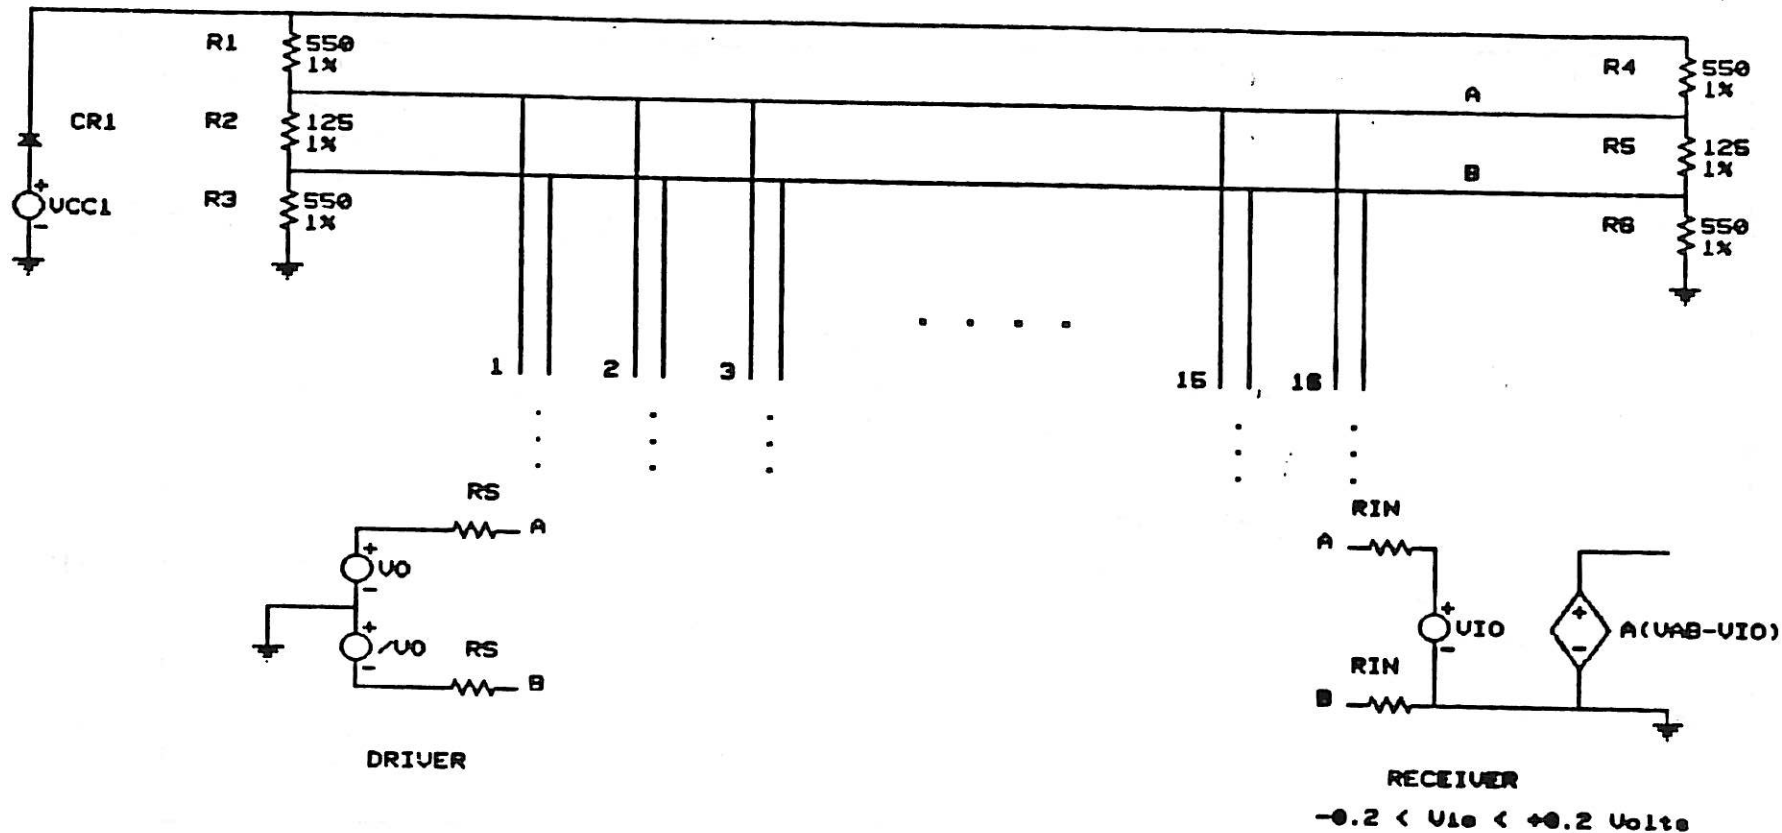 R1
550
1%
R4
550
1%
A
CR1
R2
125
1%
R5
125
1%
B
+
VCC1
-
R3
550
1%
R6
550
1%
. . . .
1
2
3
15
16
RS
A
+
VO
-
+
/VO
-
RS
B
DRIVER
RIN
A
+
VIO
-
+
-
A(VAB-VIO)
RIN
B
RECEIVER
-0.2 < Vio < +0.2 Volts